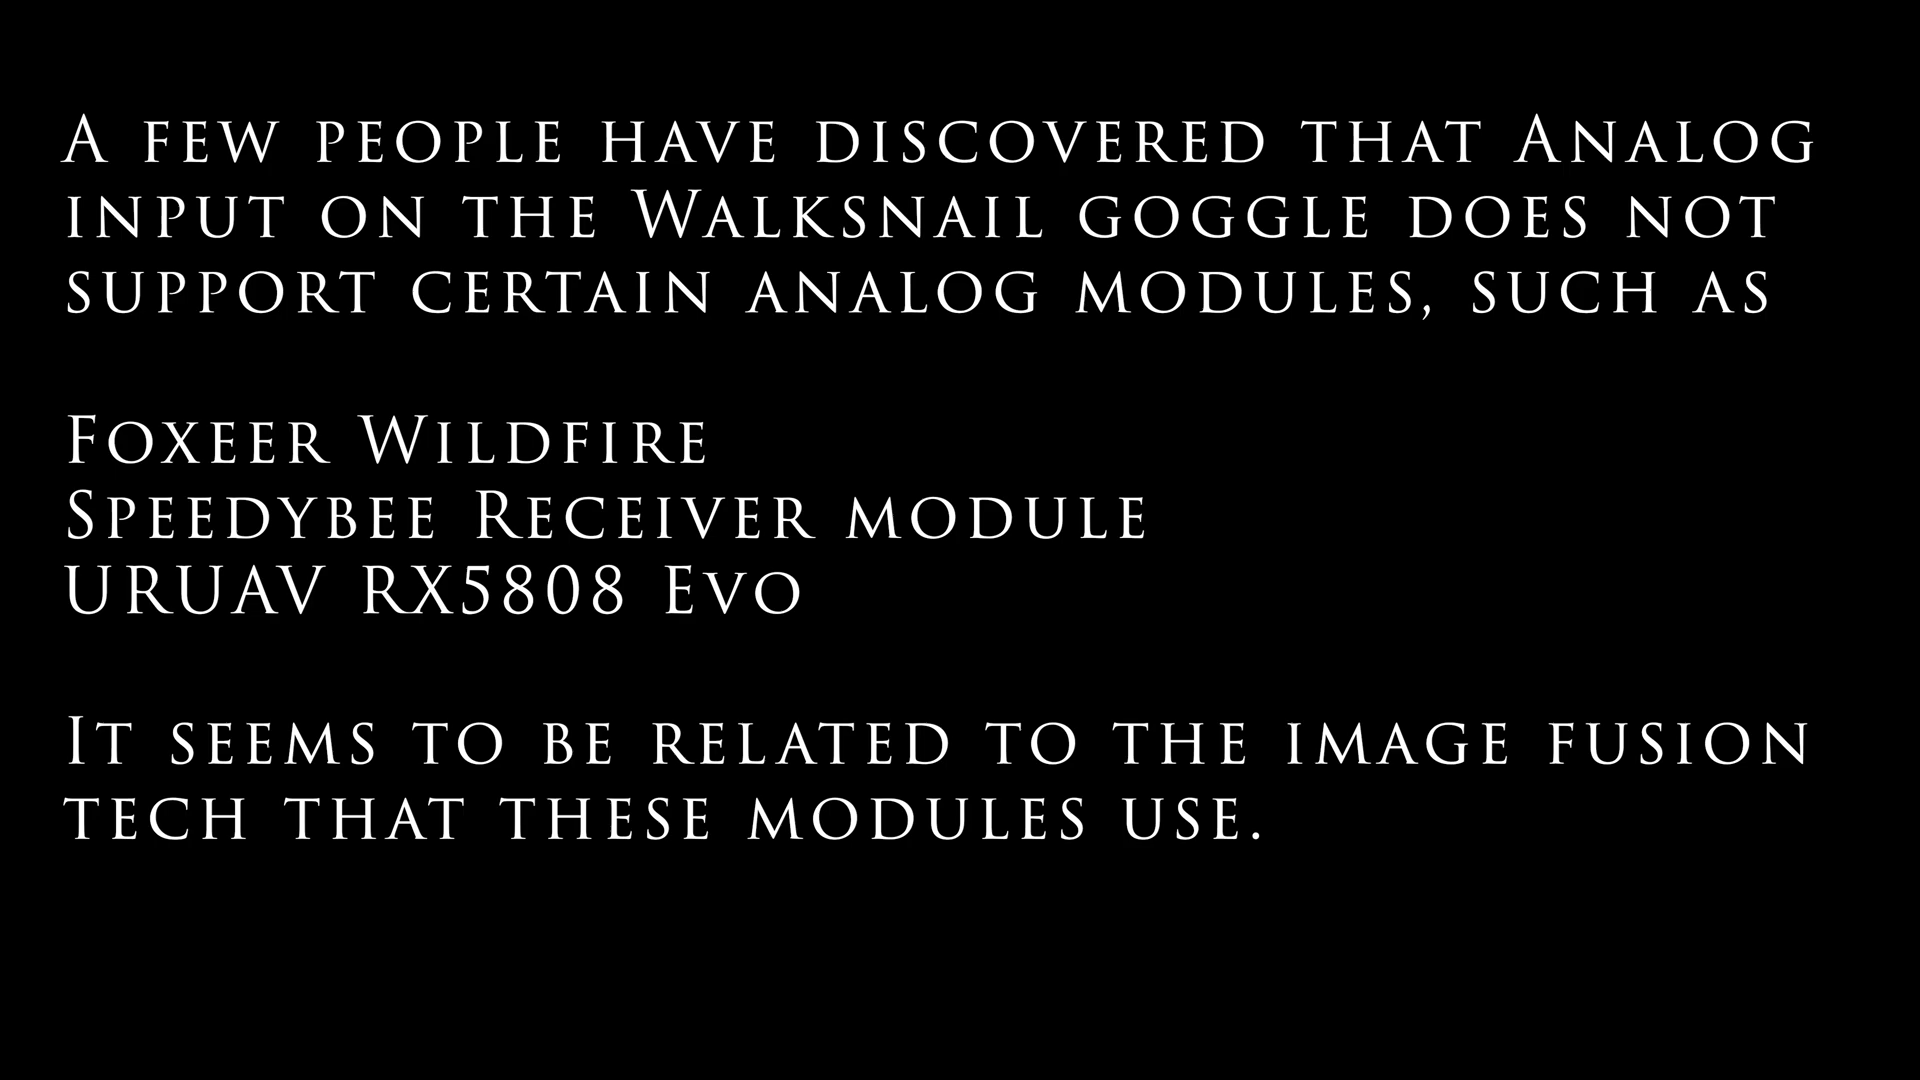 A few people have discovered that Analog
input on the Walksnail goggle does not
support certain analog modules, such as
Foxeer Wildfire
Speedybee Receiver module
URUAV RX5808 Evo
It seems to be related to the image fusion
tech that these modules use.